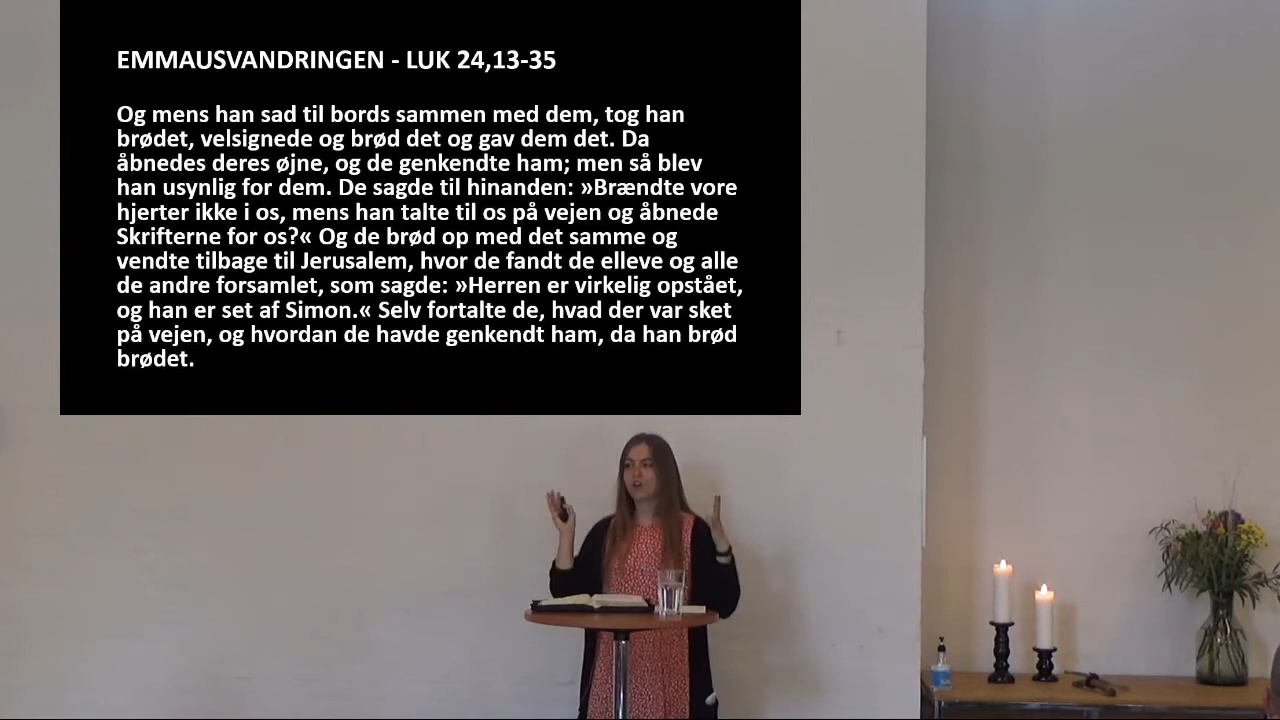 EMMAUSVANDRINGEN - LUK 24,13-35
Og mens han sad til bords sammen med dem, tog han
brødet, velsignede og brød det og gav dem det. Da
åbnedes deres øjne, og de genkendte ham; men så blev
han usynlig for dem. De sagde til hinanden: »Brændte vore
hjerter ikke i os, mens han talte til os på vejen og åbnede
Skrifterne for os?« Og de brød op med det samme og
vendte tilbage til Jerusalem, hvor de fandt de elleve og alle
de andre forsamlet, som sagde: »Herren er virkelig opstået,
og han er set af Simon.« Selv fortalte de, hvad der var sket
på vejen, og hvordan de havde genkendt ham, da han brød
brødet.